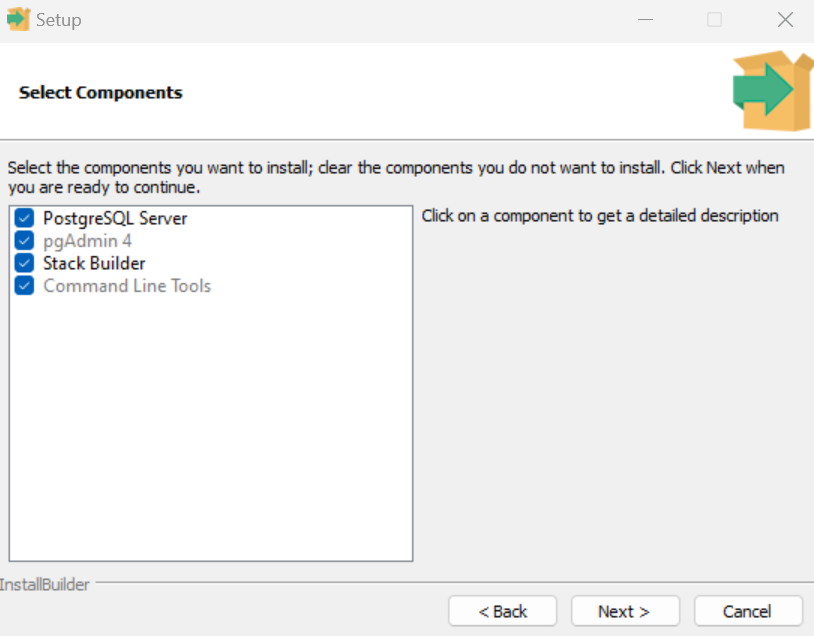 Setup
Select Components
Select the components you want to install; clear the components you do not want to install. Click Next when
you are ready to continue.
PostgreSQL Server
Click on a component to get a detailed description
pgAdmin 4
Stack Builder
Command Line Tools
InstallBuilder
< Back
Next >
Cancel